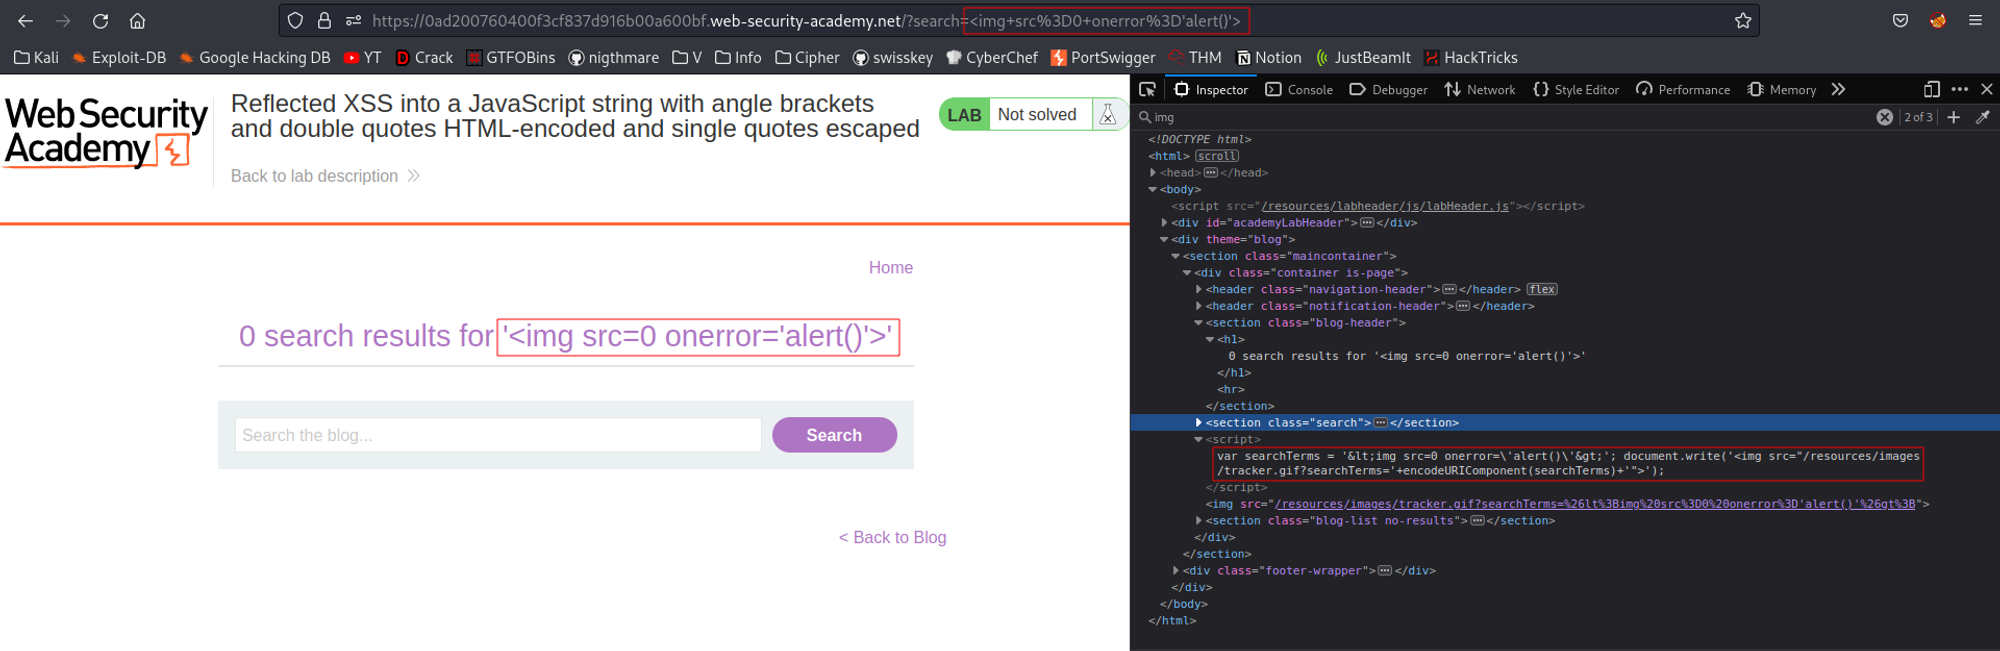 https://0ad200760400f3cf837d916b00a600bf.web-security-academy.net/?search=<img+src%3D0+onerror%3D'alert()'>
Kali Exploit-DB Google Hacking DB YT Crack GTFOBins nigthmare V Info Cipher swisskey CyberChef PortSwigger THM Notion JustBeamIt HackTricks
Web Security
Academy
Reflected XSS into a JavaScript string with angle brackets
and double quotes HTML-encoded and single quotes escaped
LAB Not solved
Back to lab description
Home
0 search results for '<img src=0 onerror='alert()'>'
Search the blog... Search
< Back to Blog
Inspector Console Debugger Network Style Editor Performance Memory
img 2 of 3
<!DOCTYPE html>
<html> scroll
<head> </head>
<body>
<script src="/resources/labheader/js/labHeader.js"></script>
<div id="academyLabHeader"> </div>
<div theme="blog">
<section class="maincontainer">
<div class="container is-page">
<header class="navigation-header"> </header> flex
<header class="notification-header"> </header>
<section class="blog-header">
<h1>
0 search results for '<img src=0 onerror='alert()'>'
</h1>
<hr>
</section>
<section class="search"> </section>
<script>
var searchTerms = '&lt;img src=0 onerror=\'alert()\'&gt;'; document.write('<img src="/resources/images
/tracker.gif?searchTerms='+encodeURIComponent(searchTerms)+'">');
</script>
<img src="/resources/images/tracker.gif?searchTerms=%26lt%3Bimg%20src%3D0%20onerror%3D'alert()'%26gt%3B">
<section class="blog-list no-results"> </section>
</div>
</section>
<div class="footer-wrapper"> </div>
</div>
</body>
</html>